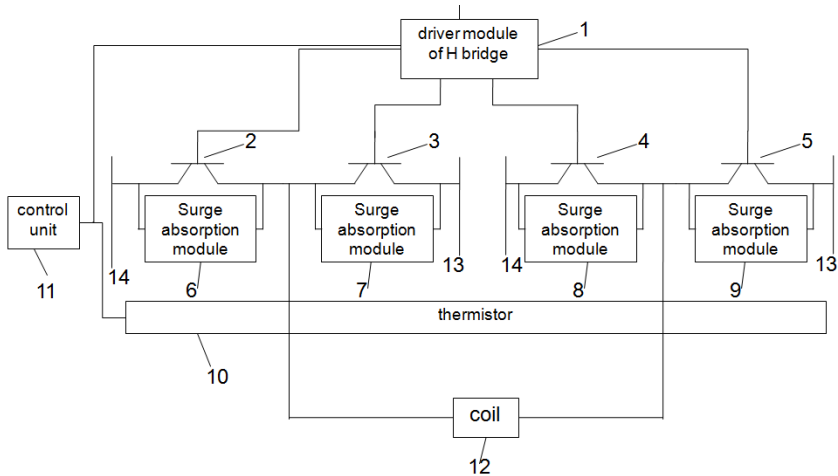 driver module
of H bridge
1
2
3
4
5
control
unit
Surge
absorption
module
Surge
absorption
module
Surge
absorption
module
Surge
absorption
module
14
13
14
13
11
6
7
8
9
thermistor
10
coil
12